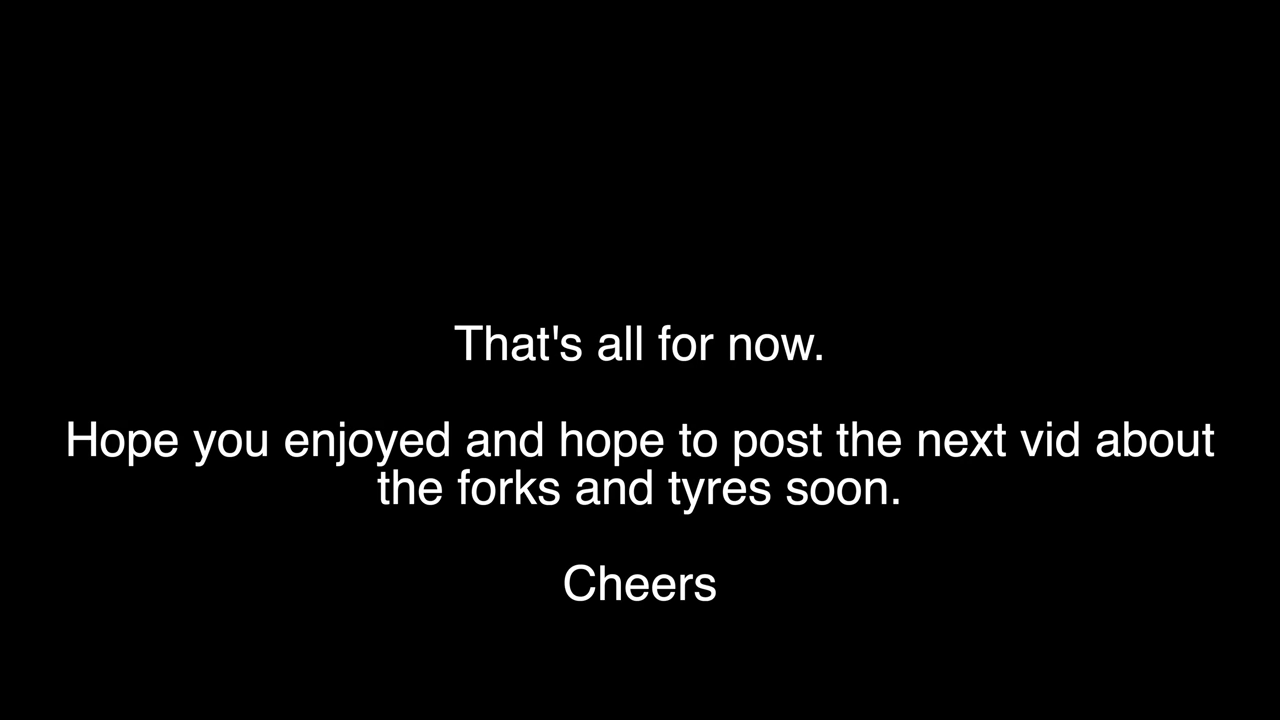 That's all for now.
Hope you enjoyed and hope to post the next vid about
the forks and tyres soon.
Cheers